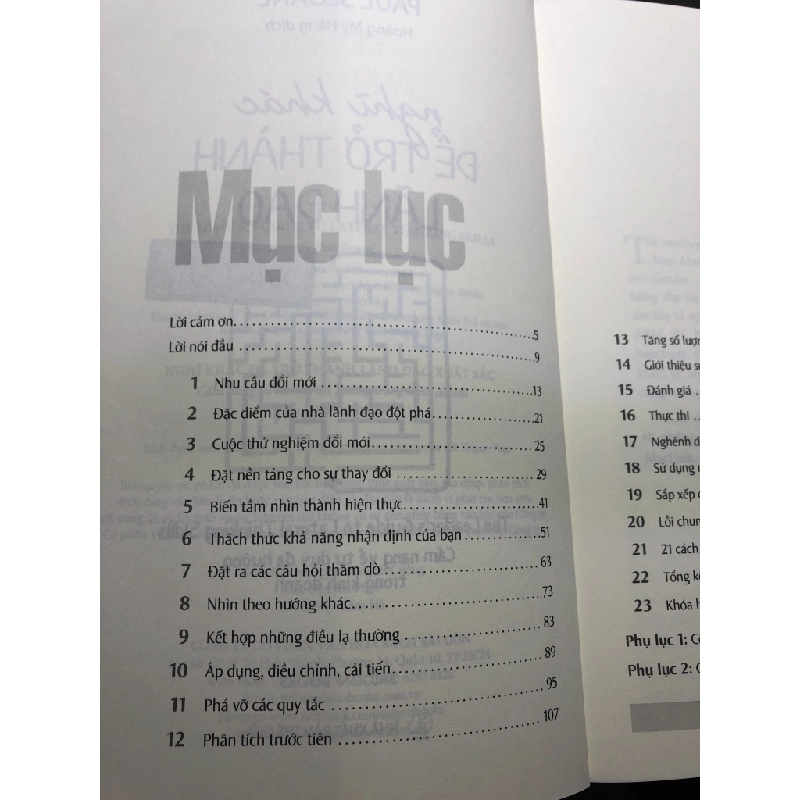 Mục lục
Lời cảm ơn 5
Lời nói đầu 9
1 Nhu cầu đổi mới 13
2 Đặc điểm của nhà lãnh đạo đột phá 21
3 Cuộc thử nghiệm đổi mới 25
4 Đặt nền tảng cho sự thay đổi 29
5 Biến tầm nhìn thành hiện thực 41
6 Thách thức khả năng nhận định của bạn 51
7 Đặt ra các câu hỏi thăm dò 63
8 Nhìn theo hướng khác 73
9 Kết hợp những điều lạ thường 83
10 Áp dụng, điều chỉnh, cải tiến 89
11 Phá vỡ các quy tắc 95
12 Phân tích trước tiên 107
13 Tăng số lượ
14 Giới thiệu s
15 Đánh giá
16 Thực thi
17 Nghênh đ
18 Sử dụng
19 Sắp xếp
20 Lỗi chun
21 21 cách
22 Tổng k
23 Khóa h
Phụ lục 1: C
Phụ lục 2: